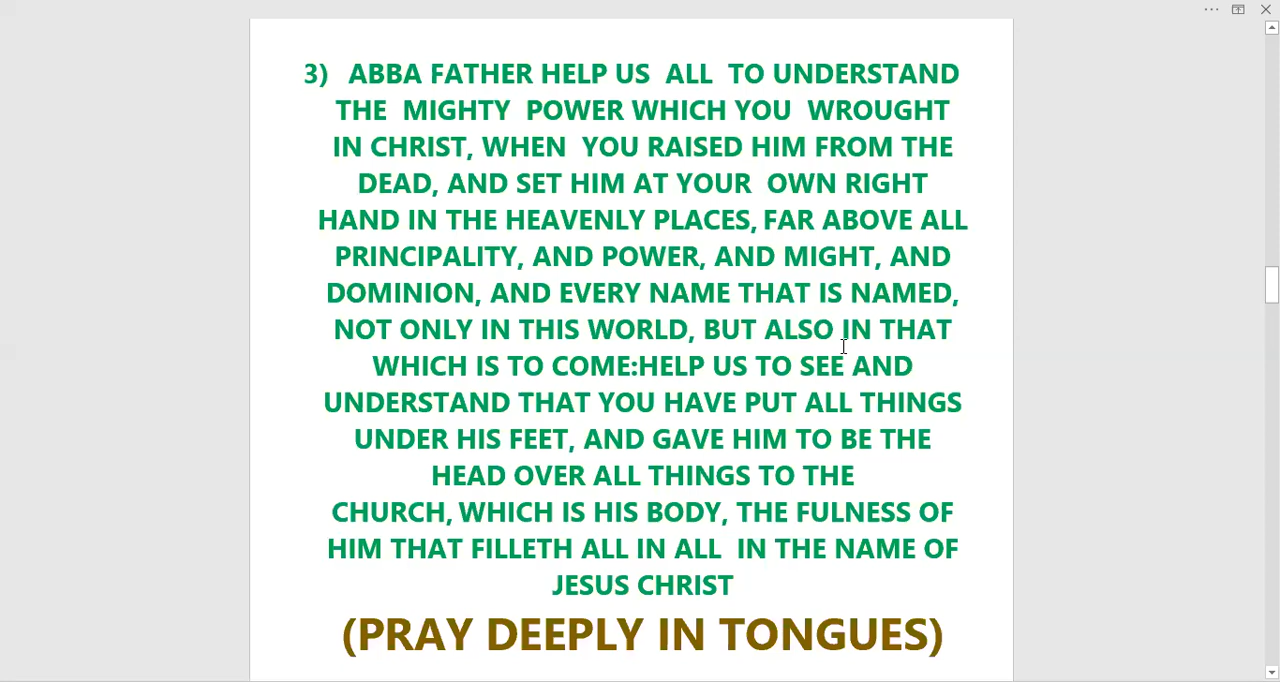 3) ABBA FATHER HELP US ALL TO UNDERSTAND
THE MIGHTY POWER WHICH YOU WROUGHT
IN CHRIST, WHEN YOU RAISED HIM FROM THE
DEAD, AND SET HIM AT YOUR OWN RIGHT
HAND IN THE HEAVENLY PLACES, FAR ABOVE ALL
PRINCIPALITY, AND POWER, AND MIGHT, AND
DOMINION, AND EVERY NAME THAT IS NAMED,
NOT ONLY IN THIS WORLD, BUT ALSO IN THAT
WHICH IS TO COME:HELP US TO SEE AND
UNDERSTAND THAT YOU HAVE PUT ALL THINGS
UNDER HIS FEET, AND GAVE HIM TO BE THE
HEAD OVER ALL THINGS TO THE
CHURCH, WHICH IS HIS BODY, THE FULNESS OF
HIM THAT FILLETH ALL IN ALL IN THE NAME OF
JESUS CHRIST
(PRAY DEEPLY IN TONGUES)